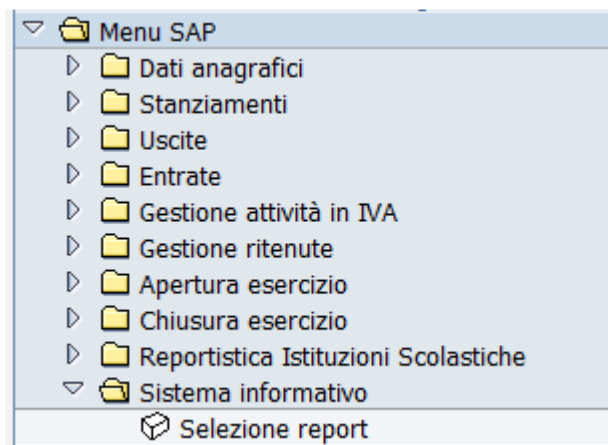 Menu SAP
Dati anagrafici
Stanziamenti
Uscite
Entrate
Gestione attività in IVA
Gestione ritenute
Apertura esercizio
Chiusura esercizio
Reportistica Istituzioni Scolastiche
Sistema informativo
Selezione report